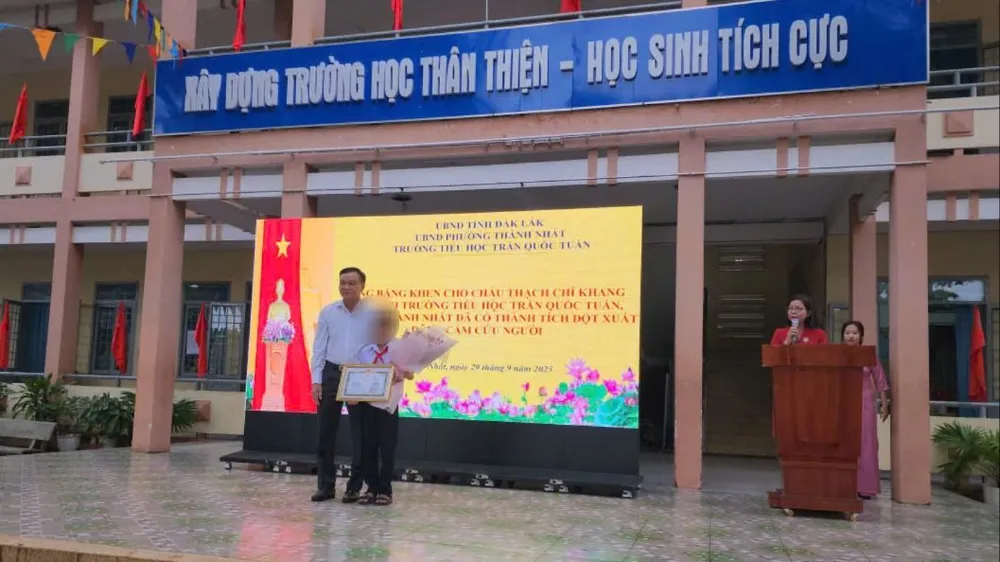 XÂY DỰNG TRƯỜNG HỌC THÂN THIỆN - HỌC SINH TÍCH CỰC
UBND TỈNH ĐẮK LẮK
UBND PHƯỜNG THÀNH NHẤT
TRƯỜNG TIỂU HỌC TRẦN QUỐC TUẤN
BẰNG KHEN CHO CHÁU THẠCH CHÍ KHANG
TRƯỜNG TIỂU HỌC TRẦN QUỐC TUẤN,
NHẤT ĐÃ CÓ THÀNH TÍCH ĐỘT XUẤT
CẢM CỨU NGƯỜI
Nhất, ngày 29 tháng 9 năm 2025